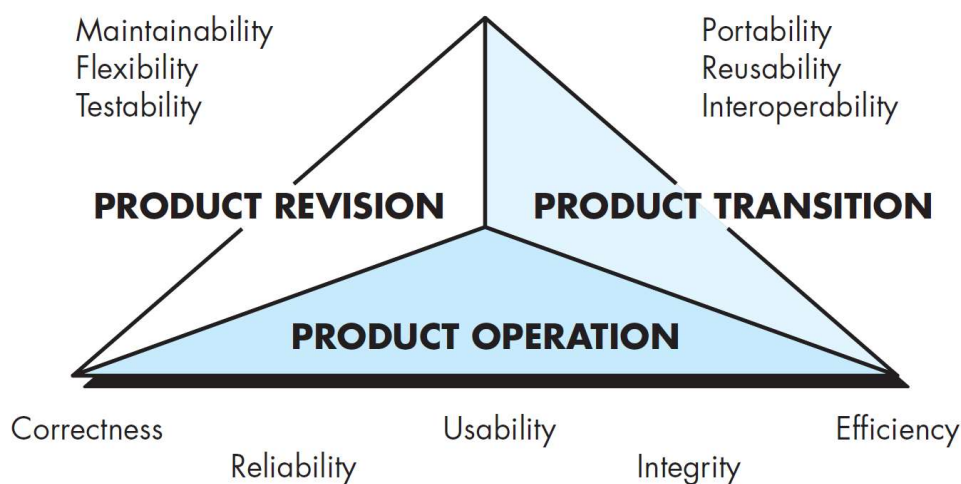 Maintainability
Flexibility
Testability
Portability
Reusability
Interoperability
PRODUCT REVISION
PRODUCT TRANSITION
PRODUCT OPERATION
Correctness
Usability
Efficiency
Reliability
Integrity